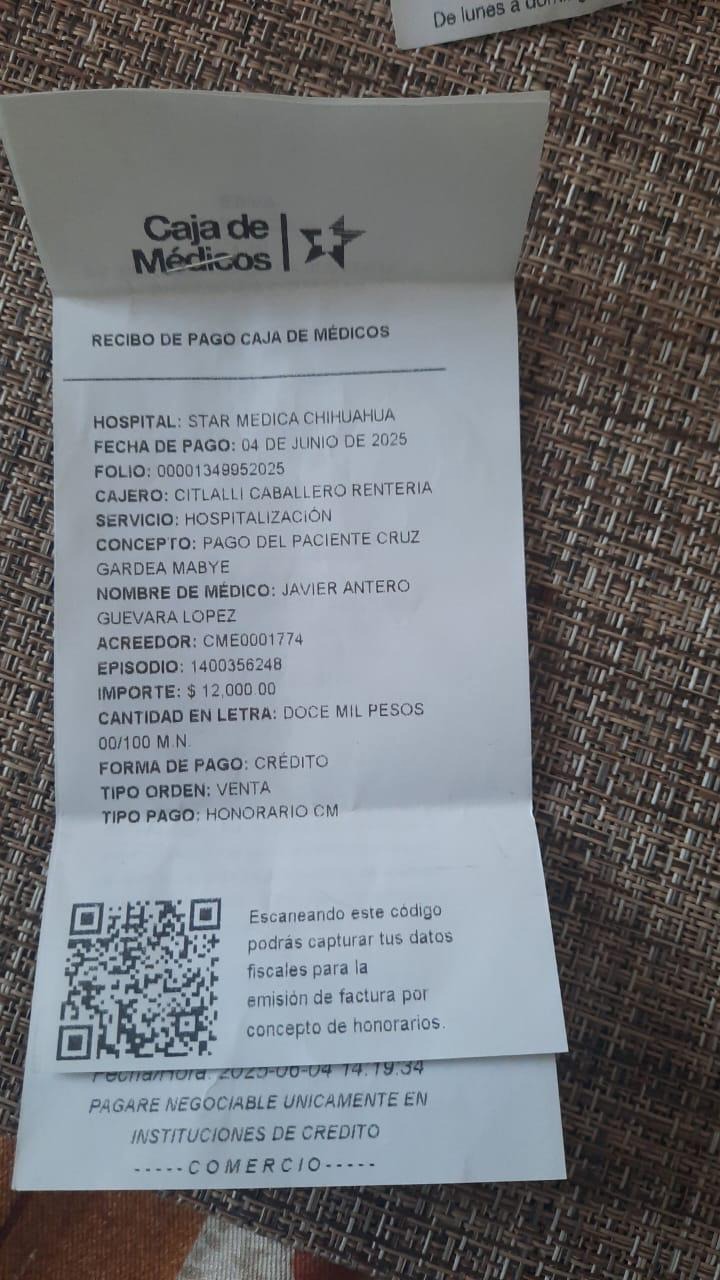 De lunes a
Caja de
Médicos
RECIBO DE PAGO CAJA DE MÉDICOS
HOSPITAL: STAR MEDICA CHIHUAHUA
FECHA DE PAGO: 04 DE JUNIO DE 2025
FOLIO: 00001349952025
CAJERO: CITLALLI CABALLERO RENTERIA
SERVICIO: HOSPITALIZACIÓN
CONCEPTO: PAGO DEL PACIENTE CRUZ
GARDEA MABYE
NOMBRE DE MÉDICO: JAVIER ANTERO
GUEVARA LOPEZ
ACREEDOR: CME0001774
EPISODIO: 1400356248
IMPORTE: $ 12,000.00
CANTIDAD EN LETRA: DOCE MIL PESOS
00/100 M.N.
FORMA DE PAGO: CRÉDITO
TIPO ORDEN: VENTA
TIPO PAGO: HONORARIO CM
Escaneando este código
podrás capturar tus datos
fiscales para la
emisión de factura por
concepto de honorarios.
Fecha/Hora: 2025-06-04 14:19:34
PAGARE NEGOCIABLE UNICAMENTE EN
INSTITUCIONES DE CREDITO
-----COMERCIO-----